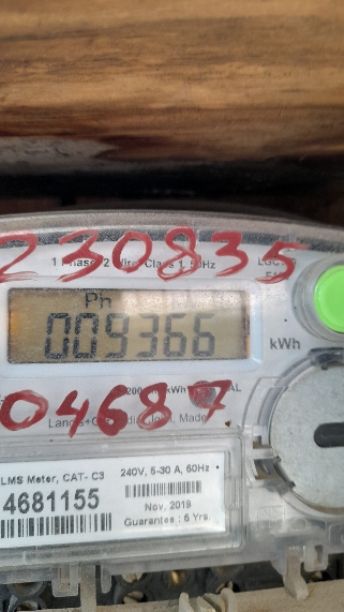 230835
1 Phase 2 Wire Class 1, 50Hz
Ph
009366
kWh
04687
LMS Meter, CAT- C3
4681155
240V, 5-30 A, 50Hz
Nov, 2019
Guarantee : 5 Yrs.